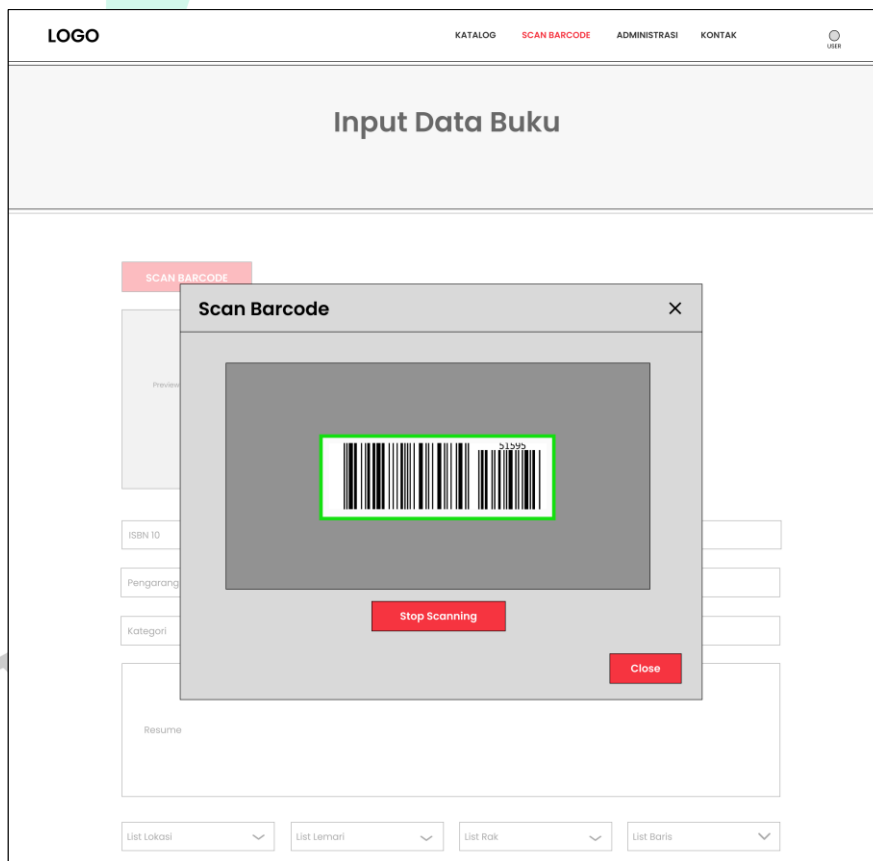 LOGO
KATALOG SCAN BARCODE ADMINISTRASI KONTAK
USER
Input Data Buku
SCAN BARCODE
Scan Barcode
Preview
51595
ISBN 10
Pengarang
Stop Scanning
Kategori
Close
Resume
List Lokasi List Lemari List Rak List Baris